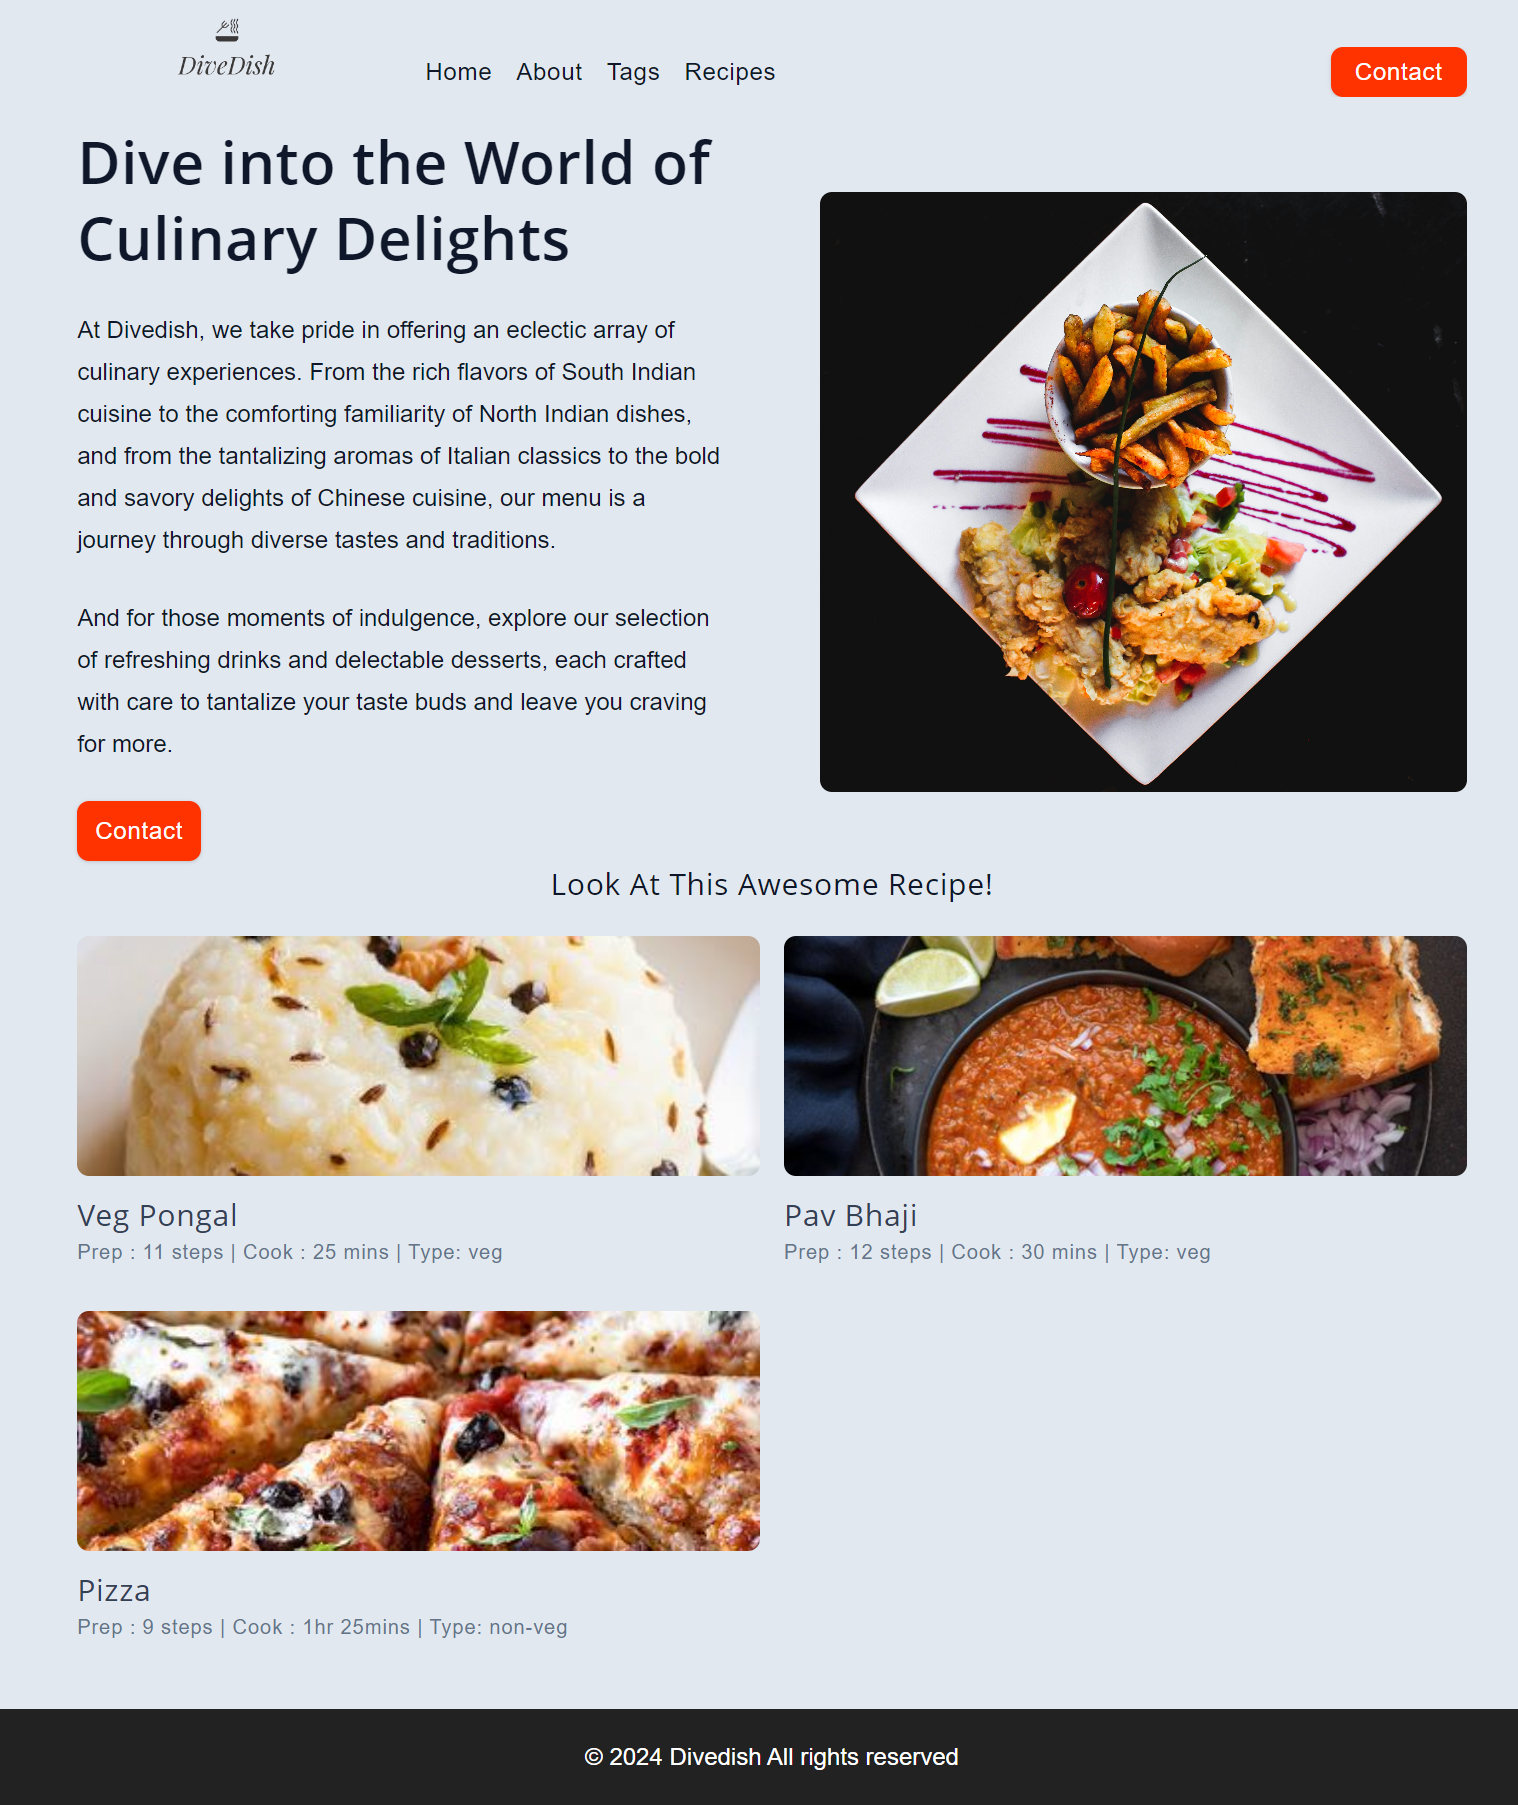 DiveDish
Home About Tags Recipes
Contact
Dive into the World of
Culinary Delights
At Divedish, we take pride in offering an eclectic array of
culinary experiences. From the rich flavors of South Indian
cuisine to the comforting familiarity of North Indian dishes,
and from the tantalizing aromas of Italian classics to the bold
and savory delights of Chinese cuisine, our menu is a
journey through diverse tastes and traditions.
And for those moments of indulgence, explore our selection
of refreshing drinks and delectable desserts, each crafted
with care to tantalize your taste buds and leave you craving
for more.
Contact
Look At This Awesome Recipe!
Veg Pongal
Prep : 11 steps | Cook : 25 mins | Type: veg
Pav Bhaji
Prep : 12 steps | Cook : 30 mins | Type: veg
Pizza
Prep : 9 steps | Cook : 1hr 25mins | Type: non-veg
© 2024 Divedish All rights reserved